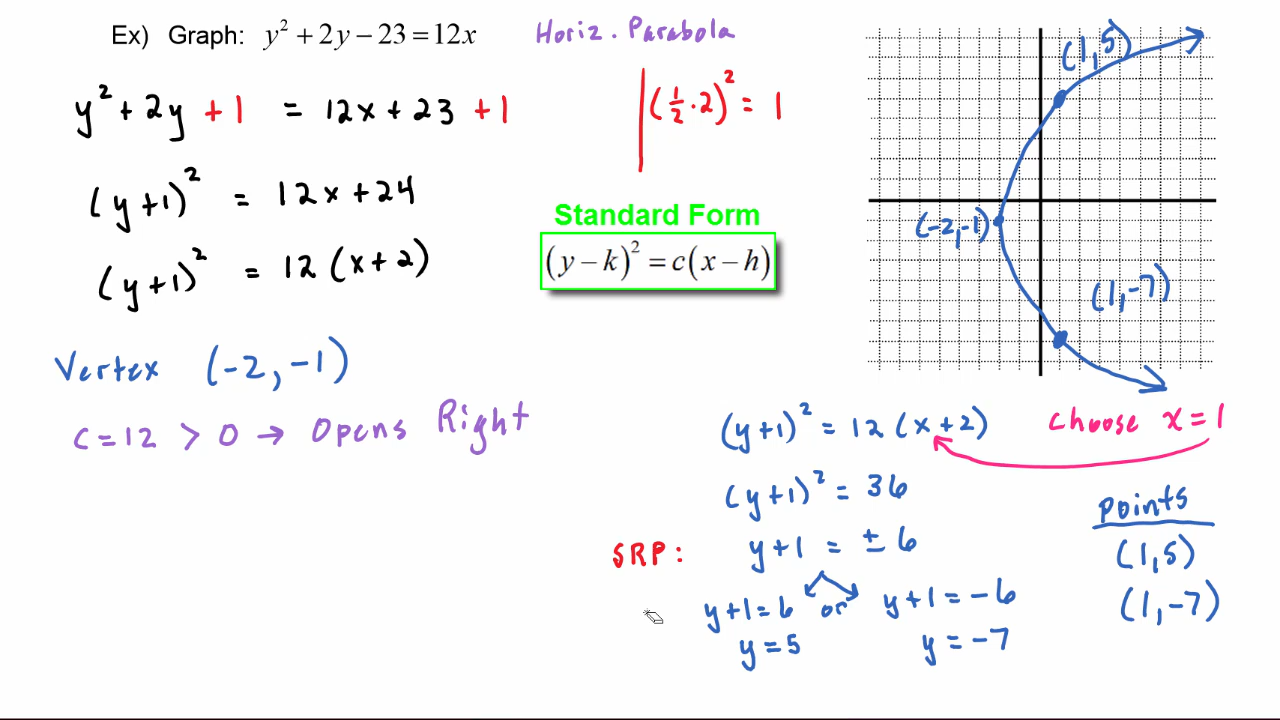 Ex) Graph: y² + 2y − 23 = 12x
Horiz. Parabola
y² + 2y + 1 = 12x + 23 + 1
(½ · 2)² = 1
(y+1)² = 12x + 24
(y+1)² = 12(x+2)
Standard Form
(y − k)² = c(x − h)
Vertex (-2, -1)
c = 12 > 0 → Opens Right
(1,5)
(-2,-1)
(1,-7)
(y+1)² = 12(x+2)
choose x=1
(y+1)² = 36
SRP: y+1 = ± 6
y+1=6 or y+1=-6
y=5 y=-7
Points
(1,5)
(1,-7)